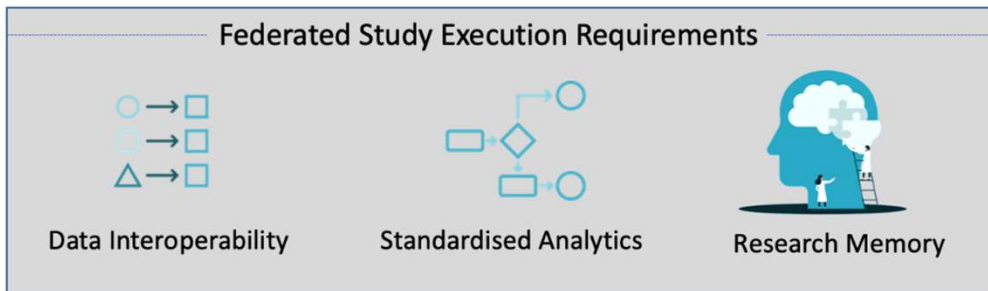 Federated Study Execution Requirements
Data Interoperability
Standardised Analytics
Research Memory